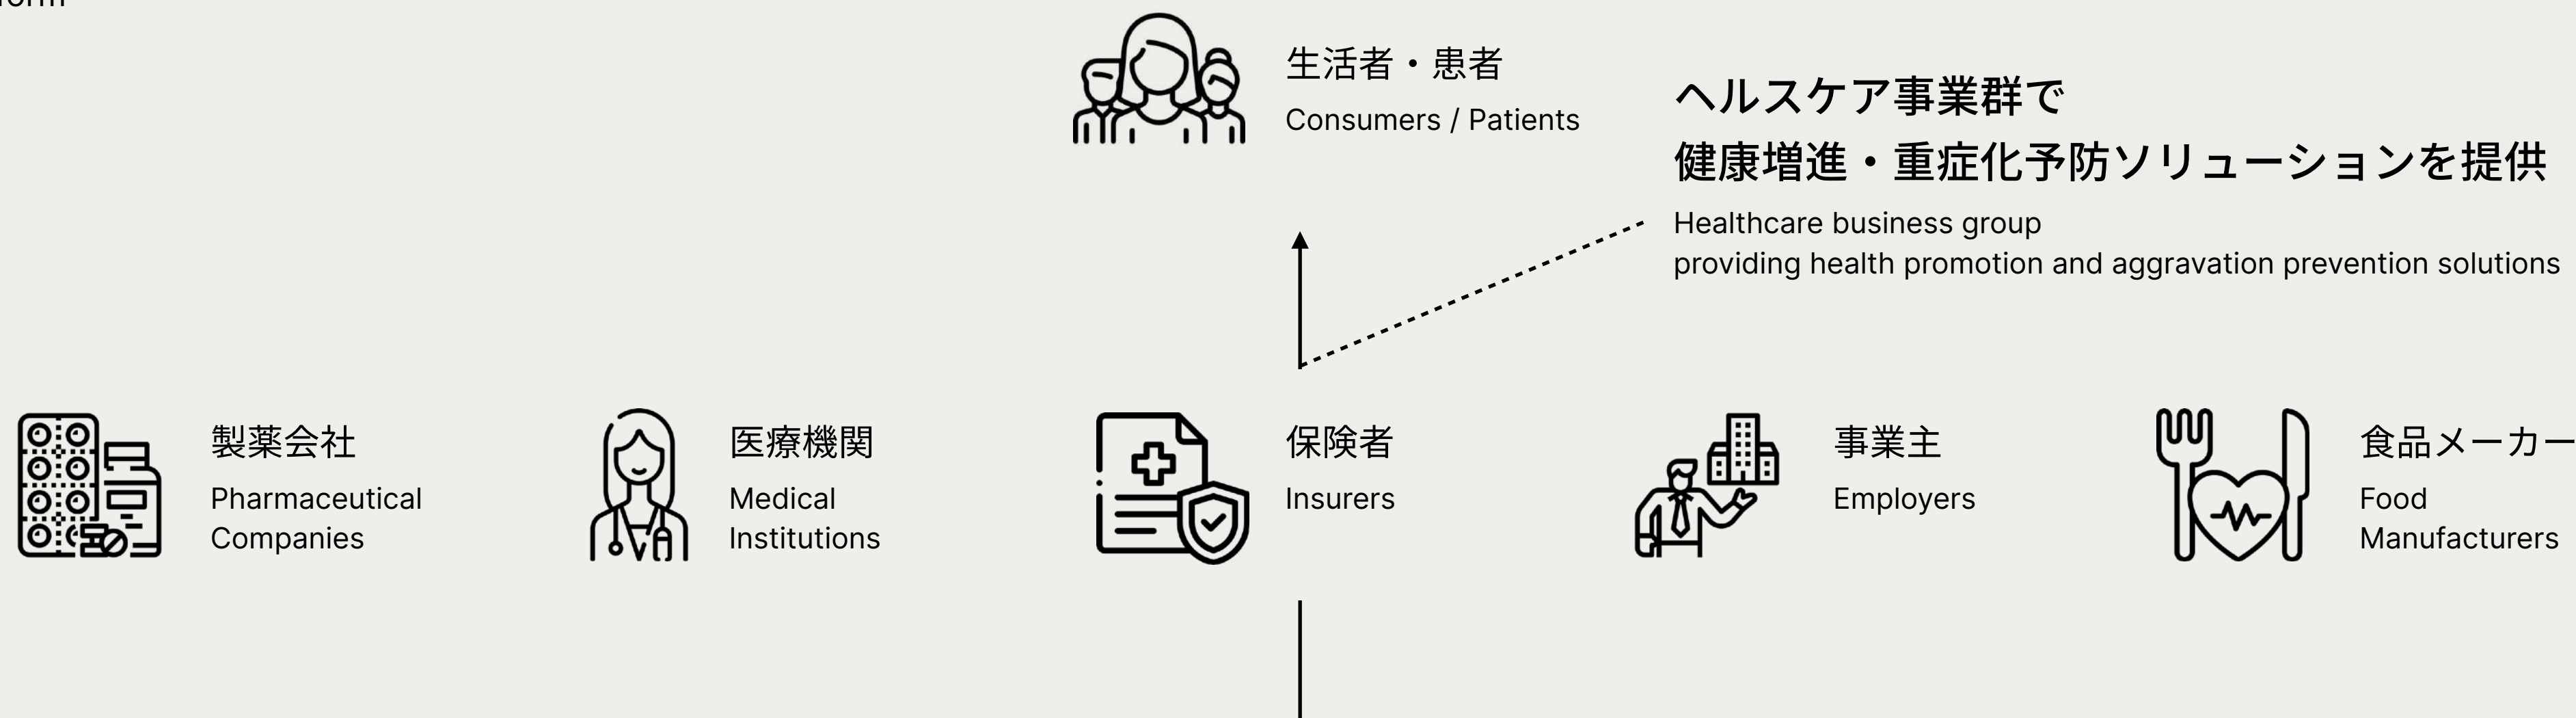 生活者・患者
Consumers / Patients
ヘルスケア事業群で
健康増進・重症化予防ソリューションを提供
Healthcare business group
providing health promotion and aggravation prevention solutions
製薬会社
Pharmaceutical
Companies
医療機関
Medical
Institutions
保険者
Insurers
事業主
Employers
食品メーカー
Food
Manufacturers